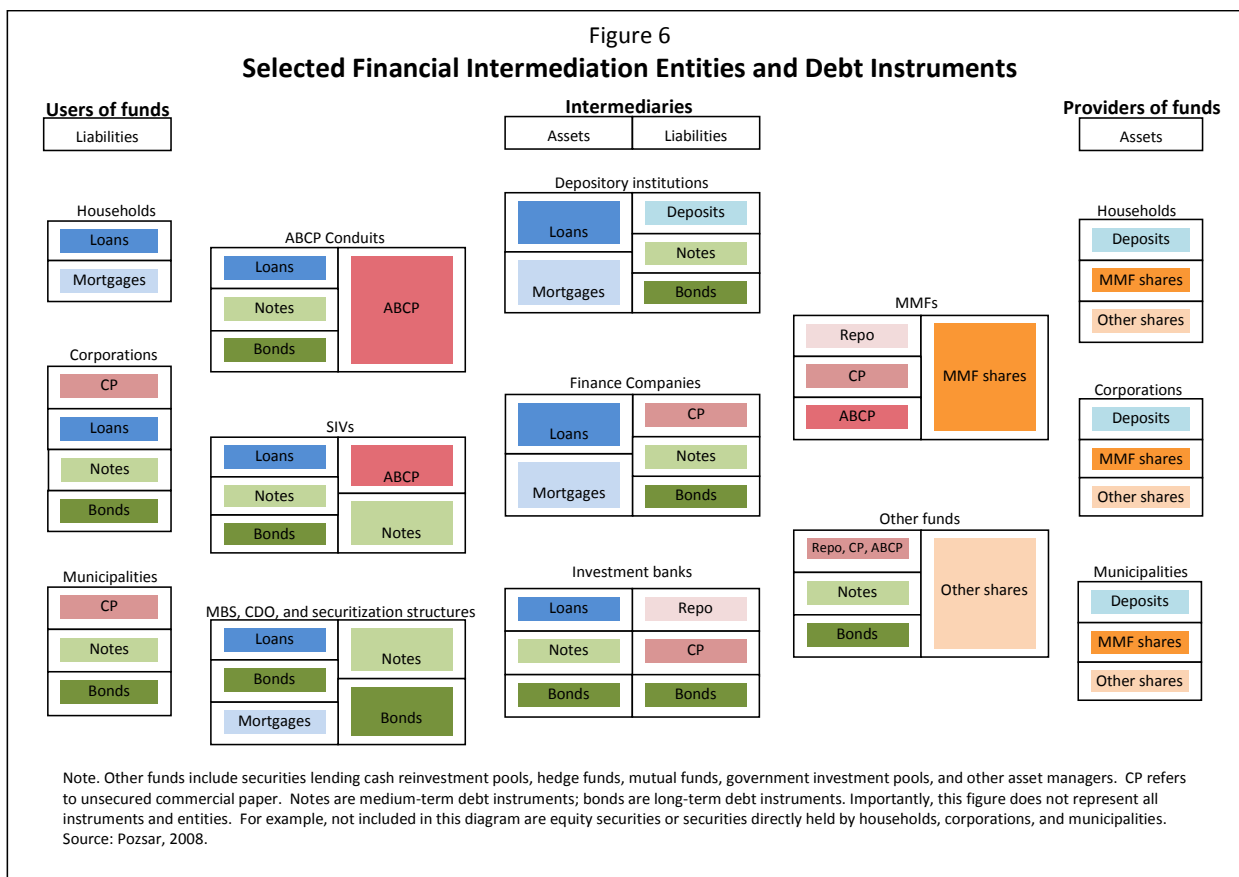 Figure 6
Selected Financial Intermediation Entities and Debt Instruments
Users of funds
Liabilities
Intermediaries
Assets
Liabilities
Providers of funds
Assets
Households
Loans
Mortgages
Corporations
CP
Loans
Notes
Bonds
Municipalities
CP
Notes
Bonds
ABCP Conduits
Loans
Notes
Bonds
ABCP
SIVs
Loans
Notes
Bonds
ABCP
Notes
MBS, CDO, and securitization structures
Loans
Bonds
Mortgages
Notes
Bonds
Depository institutions
Loans
Mortgages
Deposits
Notes
Bonds
Finance Companies
Loans
Mortgages
CP
Notes
Bonds
Investment banks
Loans
Notes
Bonds
Repo
CP
Bonds
MMFs
Repo
CP
ABCP
MMF shares
Other funds
Repo, CP, ABCP
Notes
Bonds
Other shares
Households
Deposits
MMF shares
Other shares
Corporations
Deposits
MMF shares
Other shares
Municipalities
Deposits
MMF shares
Other shares
Note. Other funds include securities lending cash reinvestment pools, hedge funds, mutual funds, government investment pools, and other asset managers. CP refers
to unsecured commercial paper. Notes are medium-term debt instruments; bonds are long-term debt instruments. Importantly, this figure does not represent all
instruments and entities. For example, not included in this diagram are equity securities or securities directly held by households, corporations, and municipalities.
Source: Pozsar, 2008.